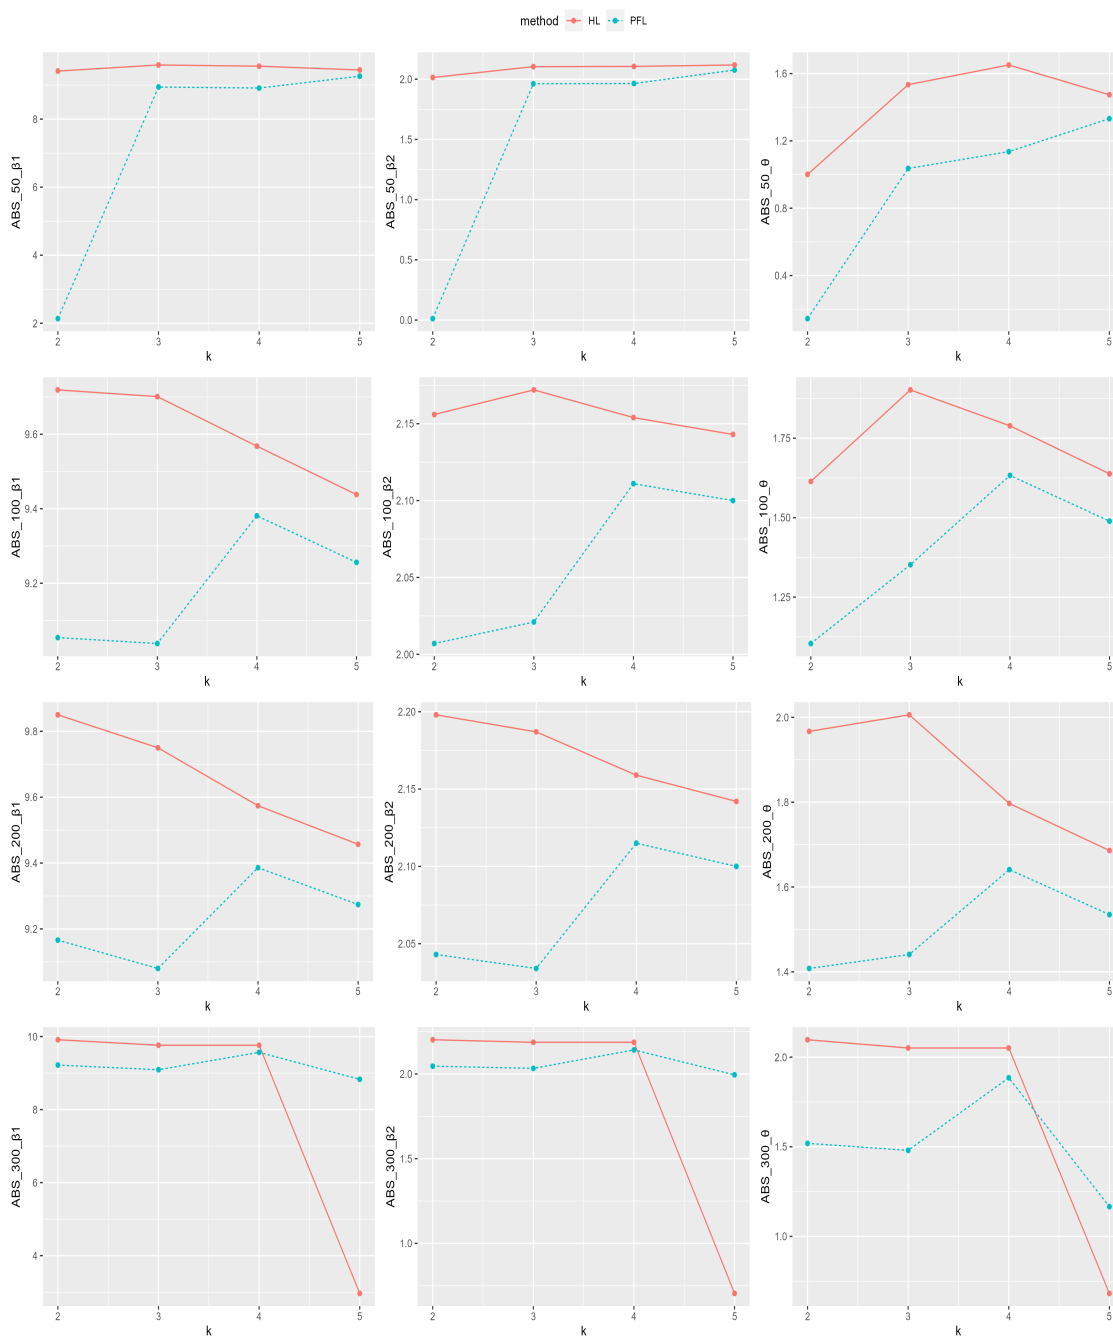 method HL PFL
ABS_50_β1
8
6
4
2
2 3 4 5
k
ABS_50_β2
2.0
1.5
1.0
0.5
0.0
2 3 4 5
k
ABS_50_θ
1.6
1.2
0.8
0.4
2 3 4 5
k
ABS_100_β1
9.6
9.4
9.2
2 3 4 5
k
ABS_100_β2
2.15
2.10
2.05
2.00
2 3 4 5
k
ABS_100_θ
1.75
1.50
1.25
2 3 4 5
k
ABS_200_β1
9.8
9.6
9.4
9.2
2 3 4 5
k
ABS_200_β2
2.20
2.15
2.10
2.05
2 3 4 5
k
ABS_200_θ
2.0
1.8
1.6
1.4
2 3 4 5
k
ABS_300_β1
10
8
6
4
2 3 4 5
k
ABS_300_β2
2.0
1.5
1.0
2 3 4 5
k
ABS_300_θ
2.0
1.5
1.0
2 3 4 5
k